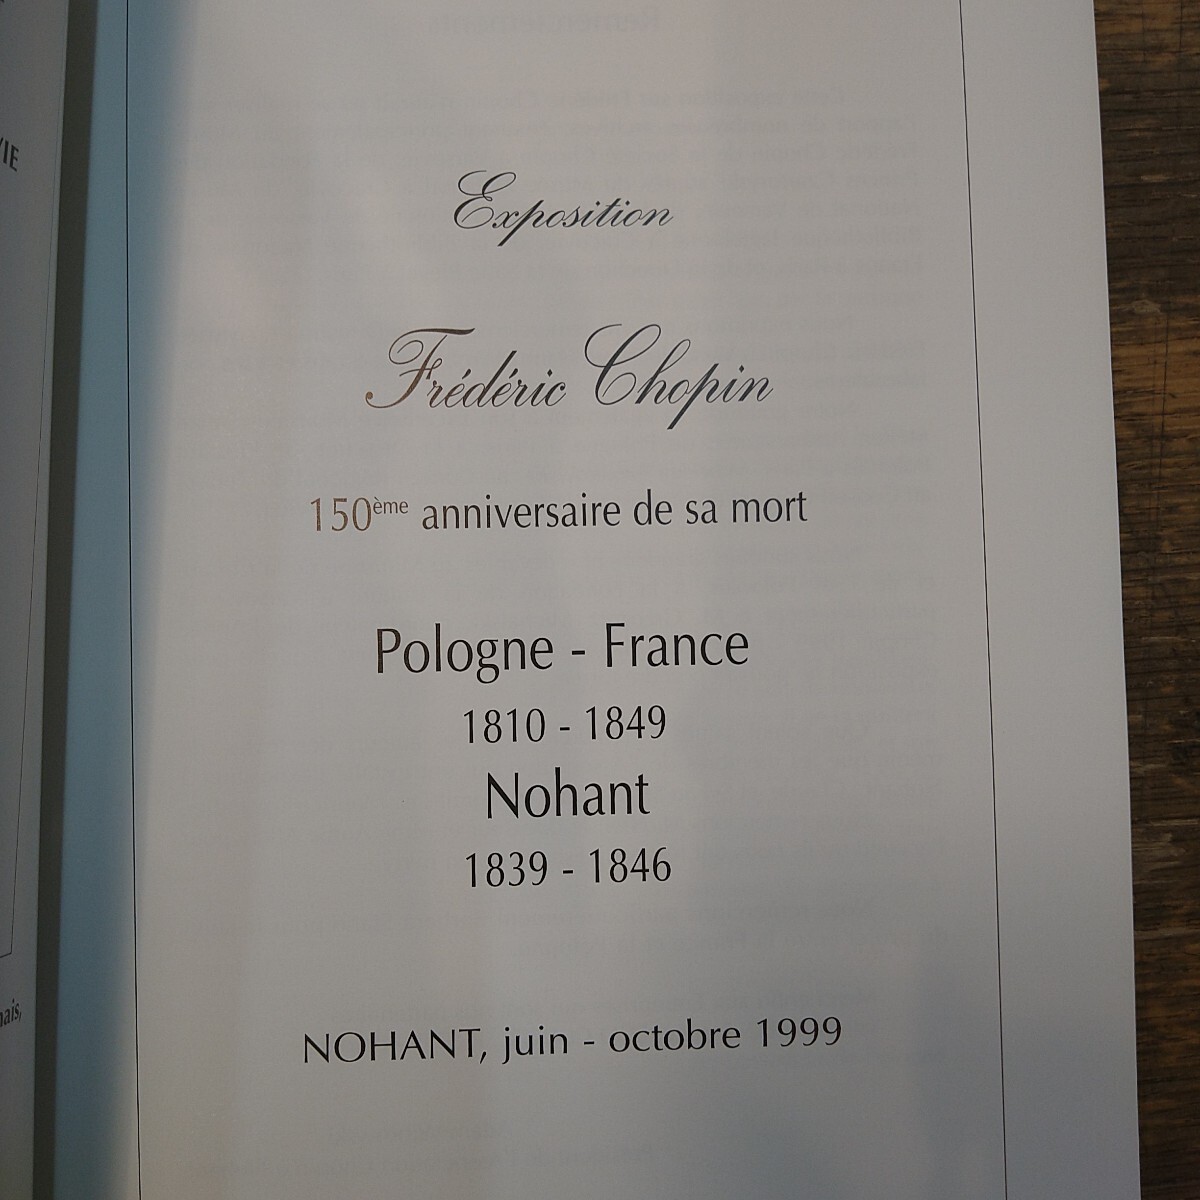 Exposition
Frédéric Chopin
150ème anniversaire de sa mort
Pologne - France
1810 - 1849
Nohant
1839 - 1846
NOHANT, juin - octobre 1999